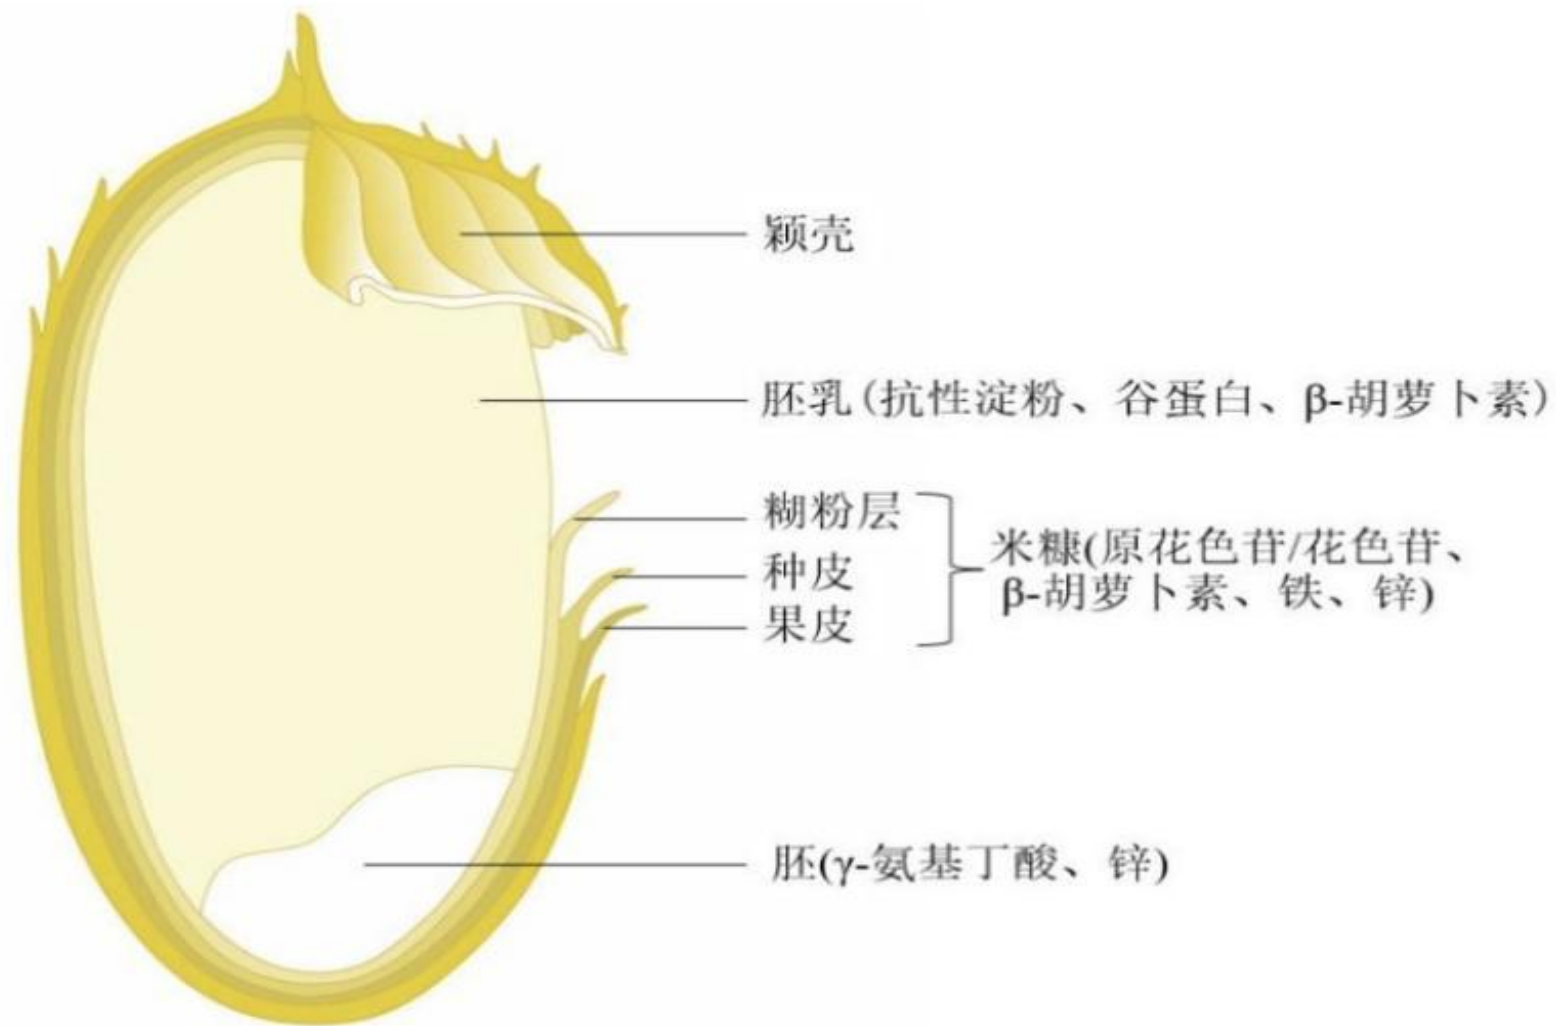 颖壳
胚乳(抗性淀粉、谷蛋白、β-胡萝卜素)
糊粉层
种皮
果皮
米糠(原花色苷/花色苷、
β-胡萝卜素、铁、锌)
胚(γ-氨基丁酸、锌)